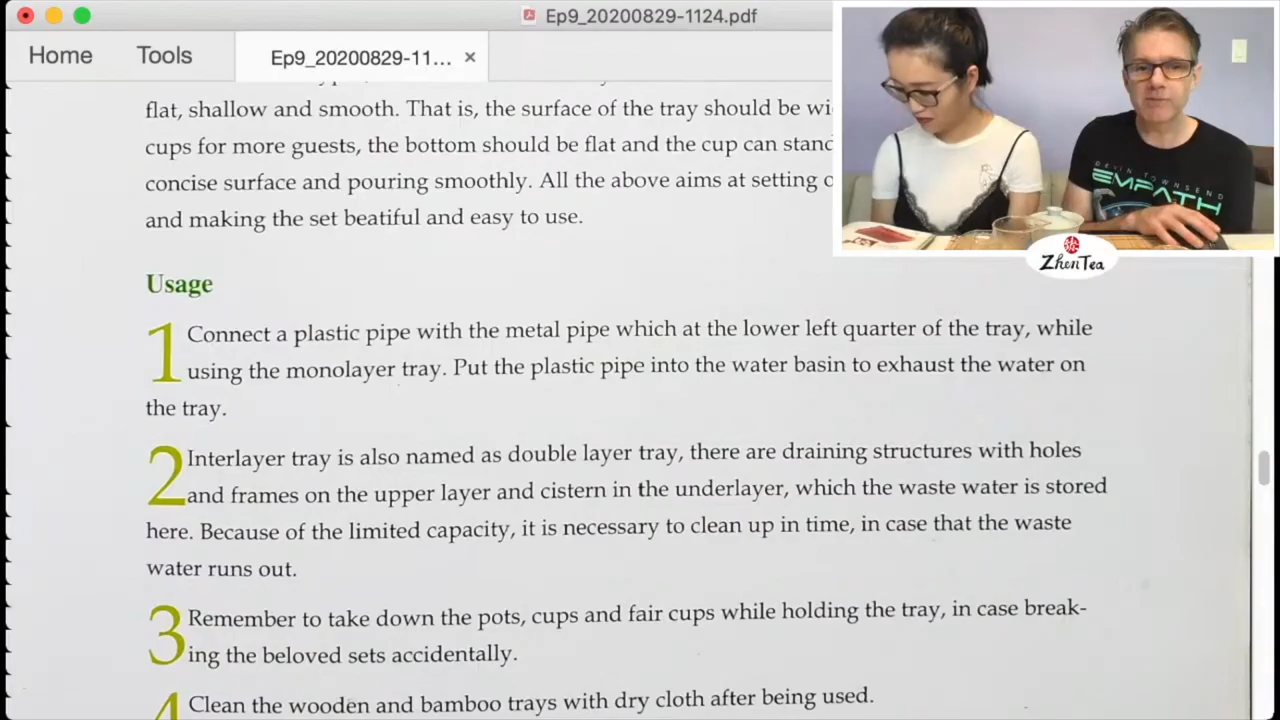 Ep9_20200829-1124.pdf
Home
Tools
Ep9_20200829-11... ×
flat, shallow and smooth. That is, the surface of the tray should be
cups for more guests, the bottom should be flat and the cup can stand
concise surface and pouring smoothly. All the above aims at setting
and making the set beatiful and easy to use.
DEVIN TOWNSEND
EMPATH
ZhenTea
Usage
1 Connect a plastic pipe with the metal pipe which at the lower left quarter of the tray, while
using the monolayer tray. Put the plastic pipe into the water basin to exhaust the water on
the tray.
2 Interlayer tray is also named as double layer tray, there are draining structures with holes
and frames on the upper layer and cistern in the underlayer, which the waste water is stored
here. Because of the limited capacity, it is necessary to clean up in time, in case that the waste
water runs out.
3 Remember to take down the pots, cups and fair cups while holding the tray, in case break-
ing the beloved sets accidentally.
4 Clean the wooden and bamboo trays with dry cloth after being used.